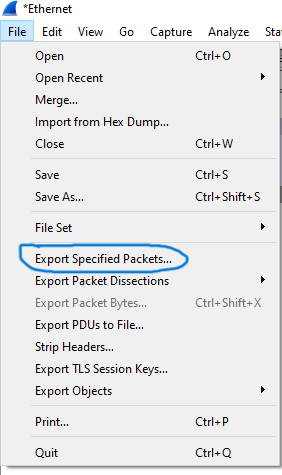 *Ethernet
File Edit View Go Capture Analyze
Open Ctrl+O
Open Recent
Merge...
Import from Hex Dump...
Close Ctrl+W
Save Ctrl+S
Save As... Ctrl+Shift+S
File Set
Export Specified Packets...
Export Packet Dissections
Export Packet Bytes... Ctrl+Shift+X
Export PDUs to File...
Strip Headers...
Export TLS Session Keys...
Export Objects
Print... Ctrl+P
Quit Ctrl+Q